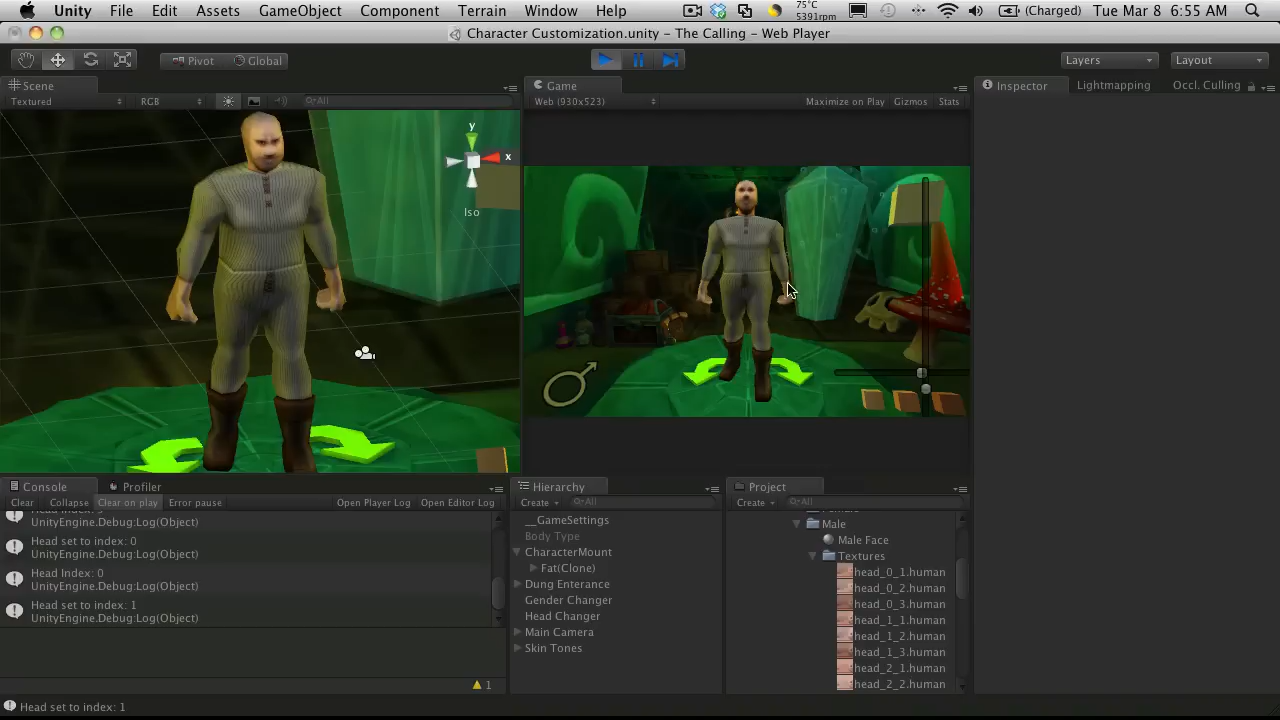 Unity File Edit Assets GameObject Component Terrain Window Help 75°C 5391rpm (Charged) Tue Mar 8 6:55 AM
Character Customization.unity – The Calling – Web Player
Pivot Global Layers Layout
Scene Game Inspector Lightmapping Occl. Culling
Textured RGB All Web (930x523) Maximize on Play Gizmos Stats
y
x
Iso
Console Profiler Hierarchy Project
Clear Collapse Clear on play Error pause Open Player Log Open Editor Log Create All Create All
UnityEngine.Debug:Log(Object)
Head set to index: 0
UnityEngine.Debug:Log(Object)
Head Index: 0
UnityEngine.Debug:Log(Object)
Head set to index: 1
UnityEngine.Debug:Log(Object)
1
__GameSettings
Body Type
CharacterMount
Fat(Clone)
Dung Enterance
Gender Changer
Head Changer
Main Camera
Skin Tones
Male
Male Face
Textures
head_0_1.human
head_0_2.human
head_0_3.human
head_1_1.human
head_1_2.human
head_1_3.human
head_2_1.human
head_2_2.human
Head set to index: 1